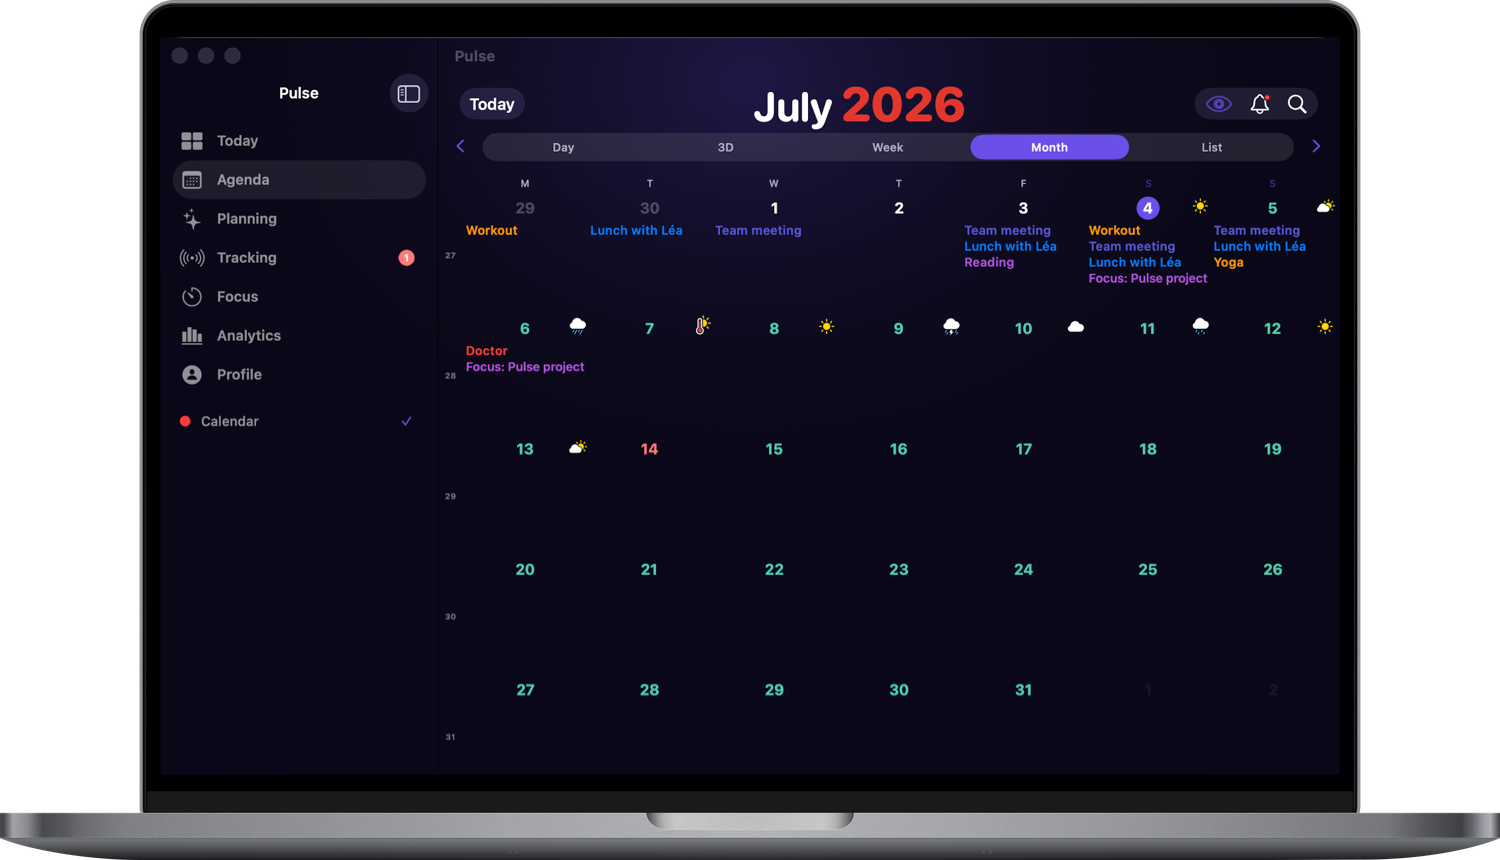 Pulse
Pulse
Today
July 2026
Today
Agenda
Planning
Tracking
1
Focus
Analytics
Profile
Calendar
Day 3D Week Month List
M T W T F S S
29 30 1 2 3 4 5
Workout Lunch with Léa Team meeting Team meeting Workout Team meeting
Lunch with Léa Team meeting Lunch with Léa
27 Reading Lunch with Léa Yoga
Focus: Pulse project
6 7 8 9 10 11 12
Doctor
Focus: Pulse project
28
13 14 15 16 17 18 19
29
20 21 22 23 24 25 26
30
27 28 29 30 31 1 2
31